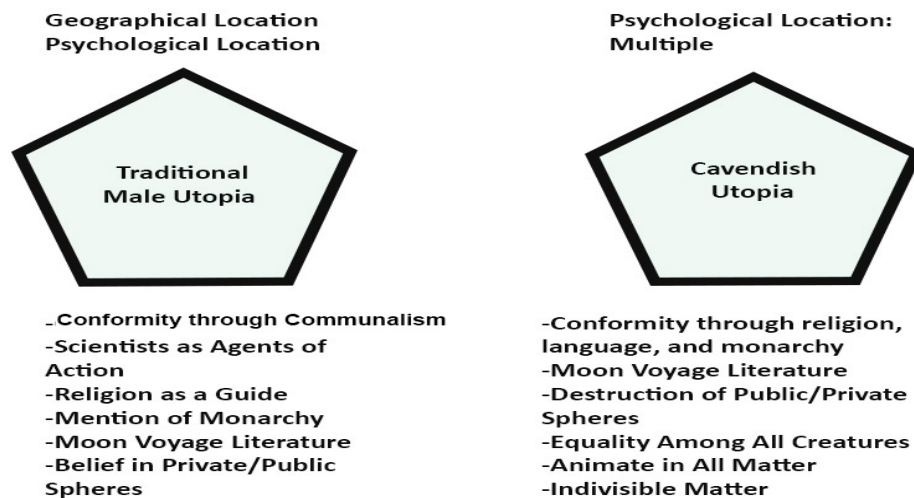 Geographical Location
Psychological Location
Traditional
Male Utopia
-Conformity through Communalism
-Scientists as Agents of
Action
-Religion as a Guide
-Mention of Monarchy
-Moon Voyage Literature
-Belief in Private/Public
Spheres
Psychological Location:
Multiple
Cavendish
Utopia
-Conformity through religion,
language, and monarchy
-Moon Voyage Literature
-Destruction of Public/Private
Spheres
-Equality Among All Creatures
-Animate in All Matter
-Indivisible Matter